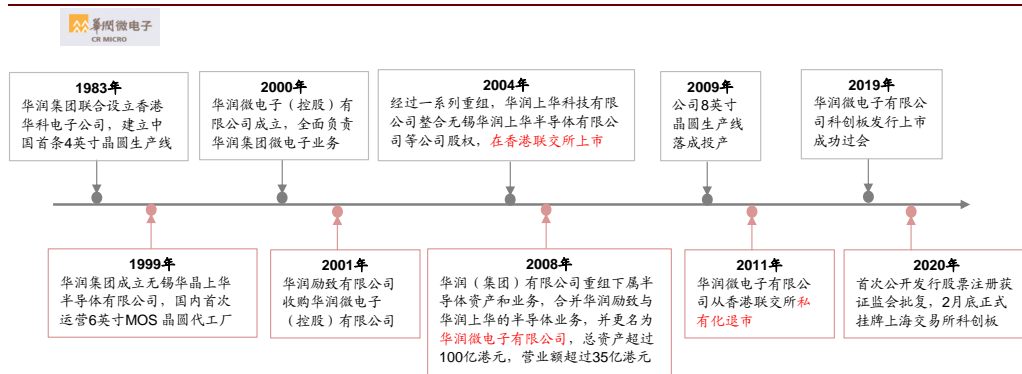 華潤微电子
CR MICRO
1983年
华润集团联合设立香港
华科电子公司，建立中
国首条4英寸晶圆生产线
2000年
华润微电子（控股）有
限公司成立，全面负责
华润集团微电子业务
2004年
经过一系列重组，华润上华科技有限
公司整合无锡华润上华半导体有限公
司等公司股权，在香港联交所上市
2009年
公司8英寸
晶圆生产线
落成投产
2019年
华润微电子有限公
司科创板发行上市
成功过会
1999年
华润集团成立无锡华晶上华
半导体有限公司，国内首次
运营6英寸MOS 晶圆代工厂
2001年
华润励致有限公司
收购华润微电子
（控股）有限公司
2008年
华润（集团）有限公司重组下属半
导体资产和业务，合并华润励致与
华润上华的半导体业务，并更名为
华润微电子有限公司，总资产超过
100亿港元，营业额超过35亿港元
2011年
华润微电子有限公
司从香港联交所私
有化退市
2020年
首次公开发行股票注册获
证监会批复，2月底正式
挂牌上海交易所科创板